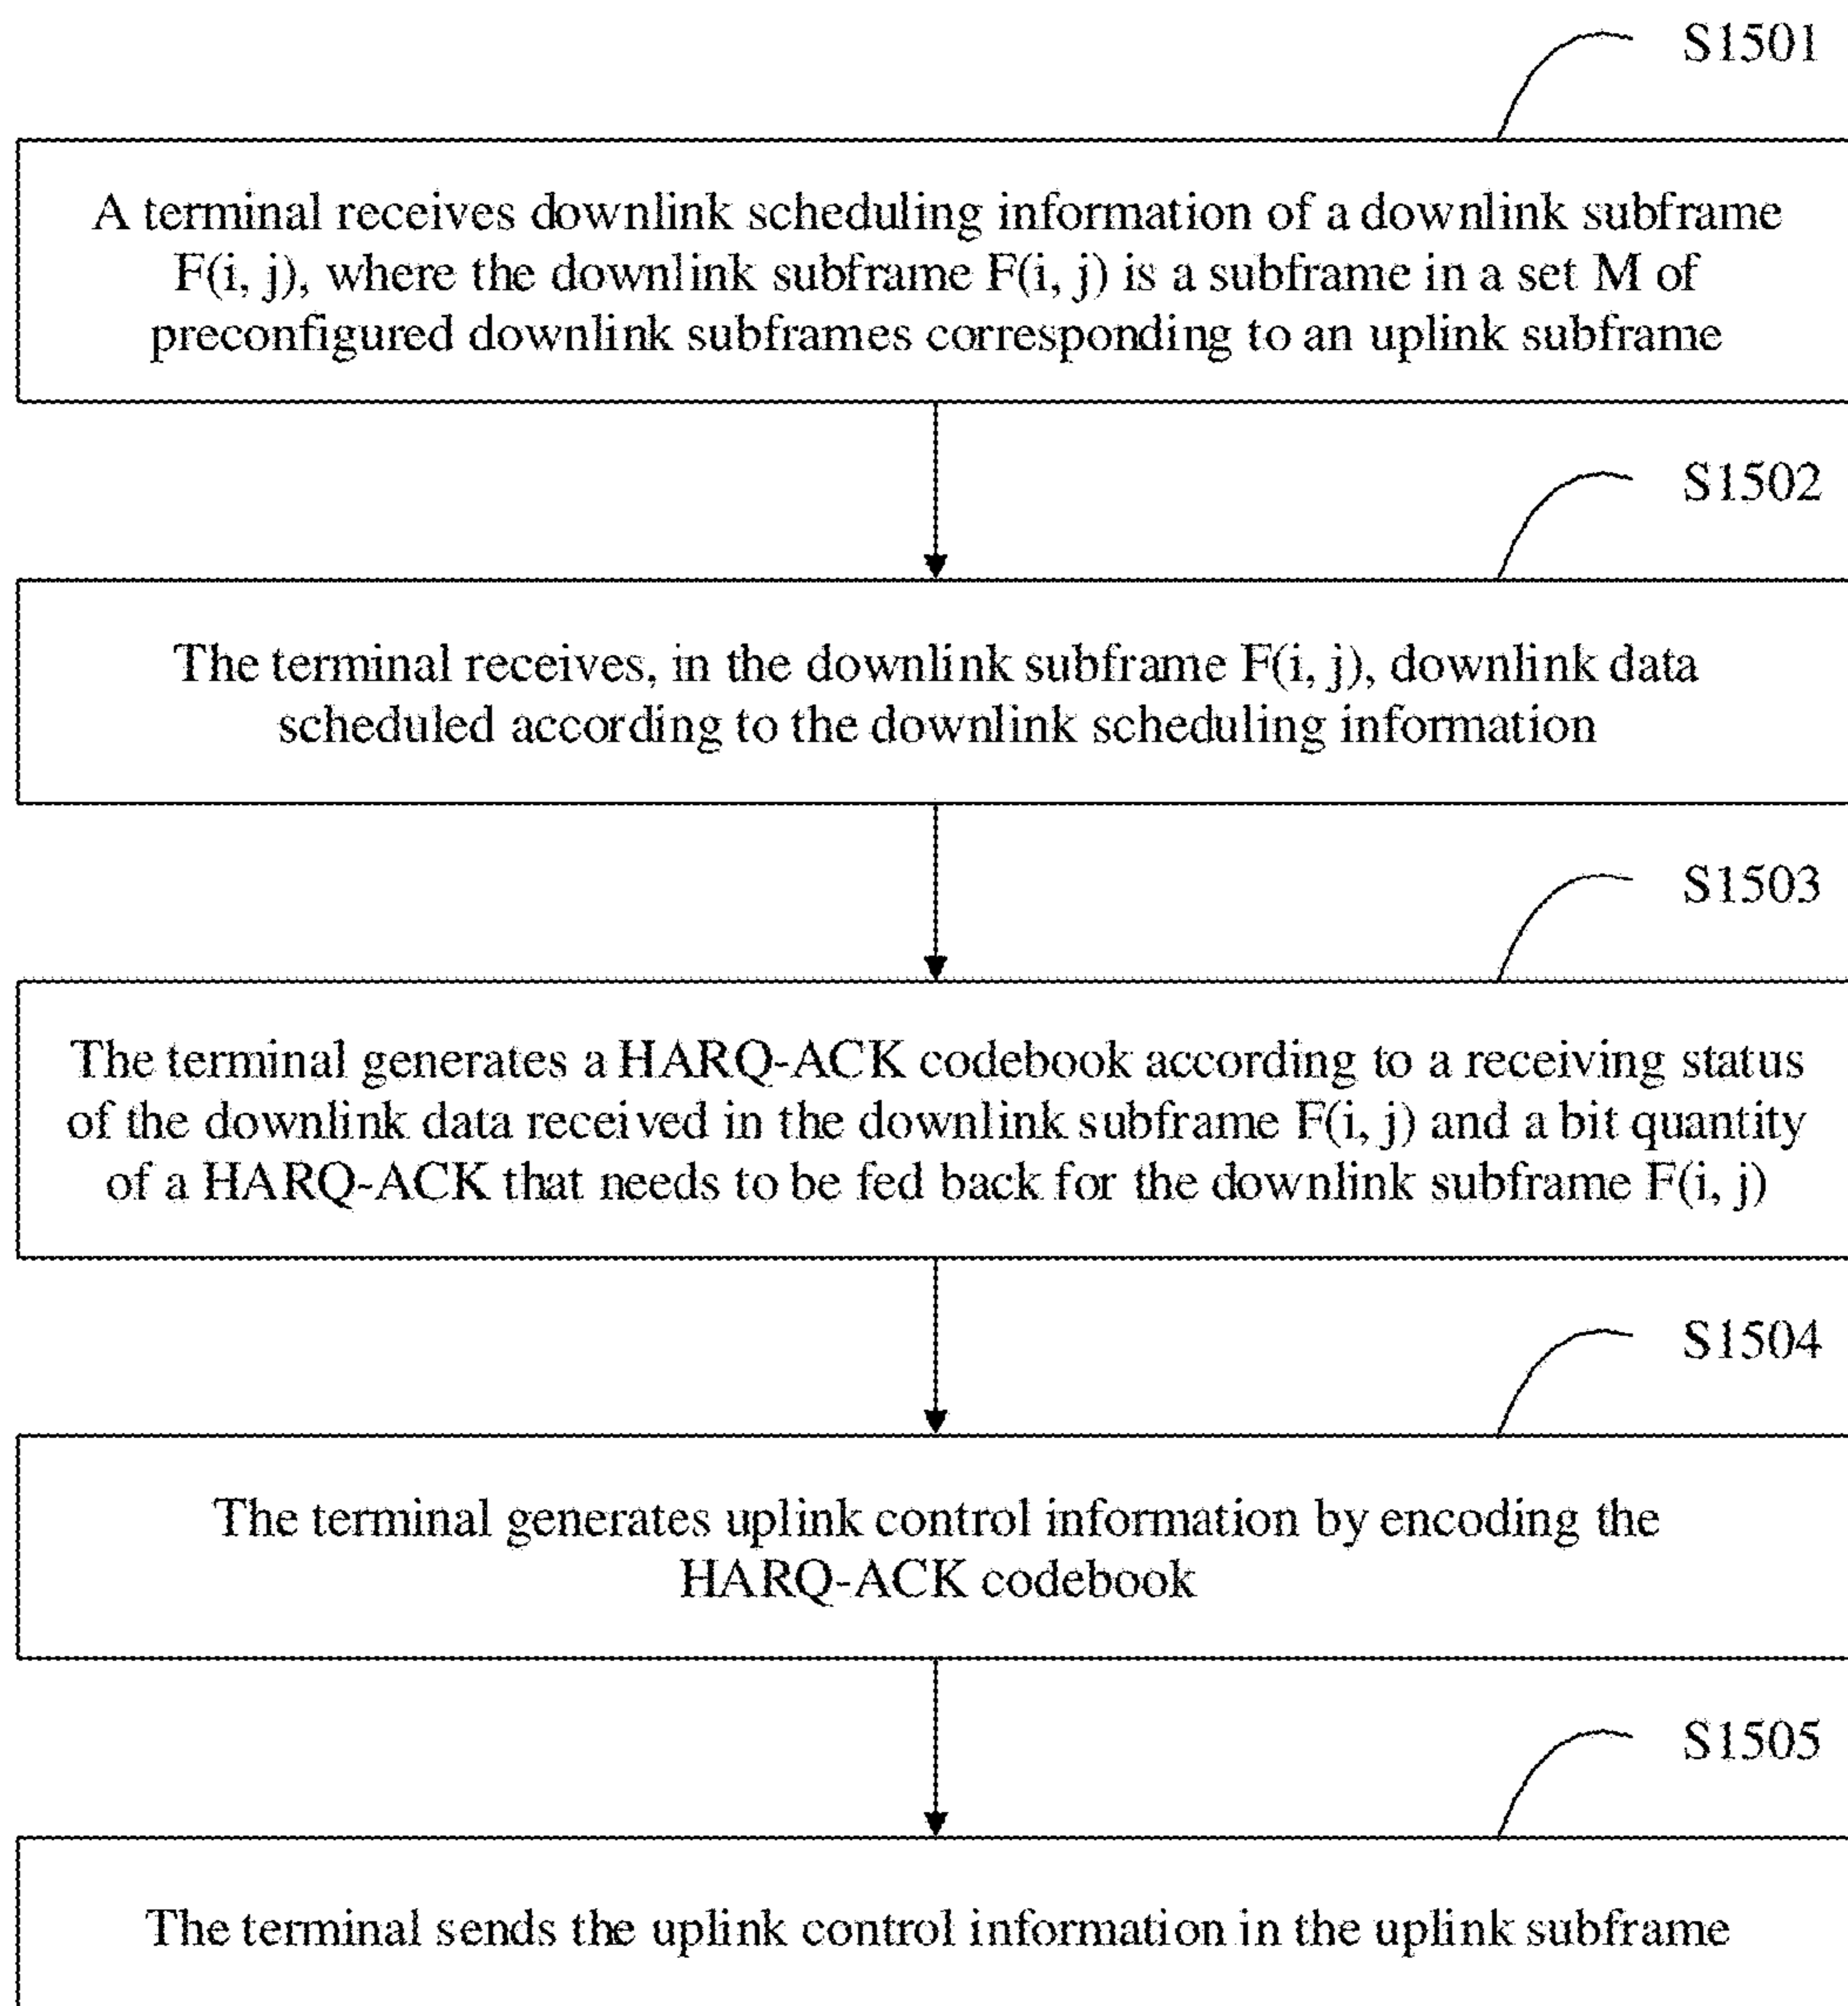 S1501
A terminal receives downlink scheduling information of a downlink subframe
F(i, j), where the downlink subframe F(i, j) is a subframe in a set M of
preconfigured downlink subframes corresponding to an uplink subframe
S1502
The terminal receives, in the downlink subframe F(i, j), downlink data
scheduled according to the downlink scheduling information
S1503
The terminal generates a HARQ-ACK codebook according to a receiving status
of the downlink data received in the downlink subframe F(i, j) and a bit quantity
of a HARQ-ACK that needs to be fed back for the downlink subframe F(i, j)
S1504
The terminal generates uplink control information by encoding the
HARQ-ACK codebook
S1505
The terminal sends the uplink control information in the uplink subframe